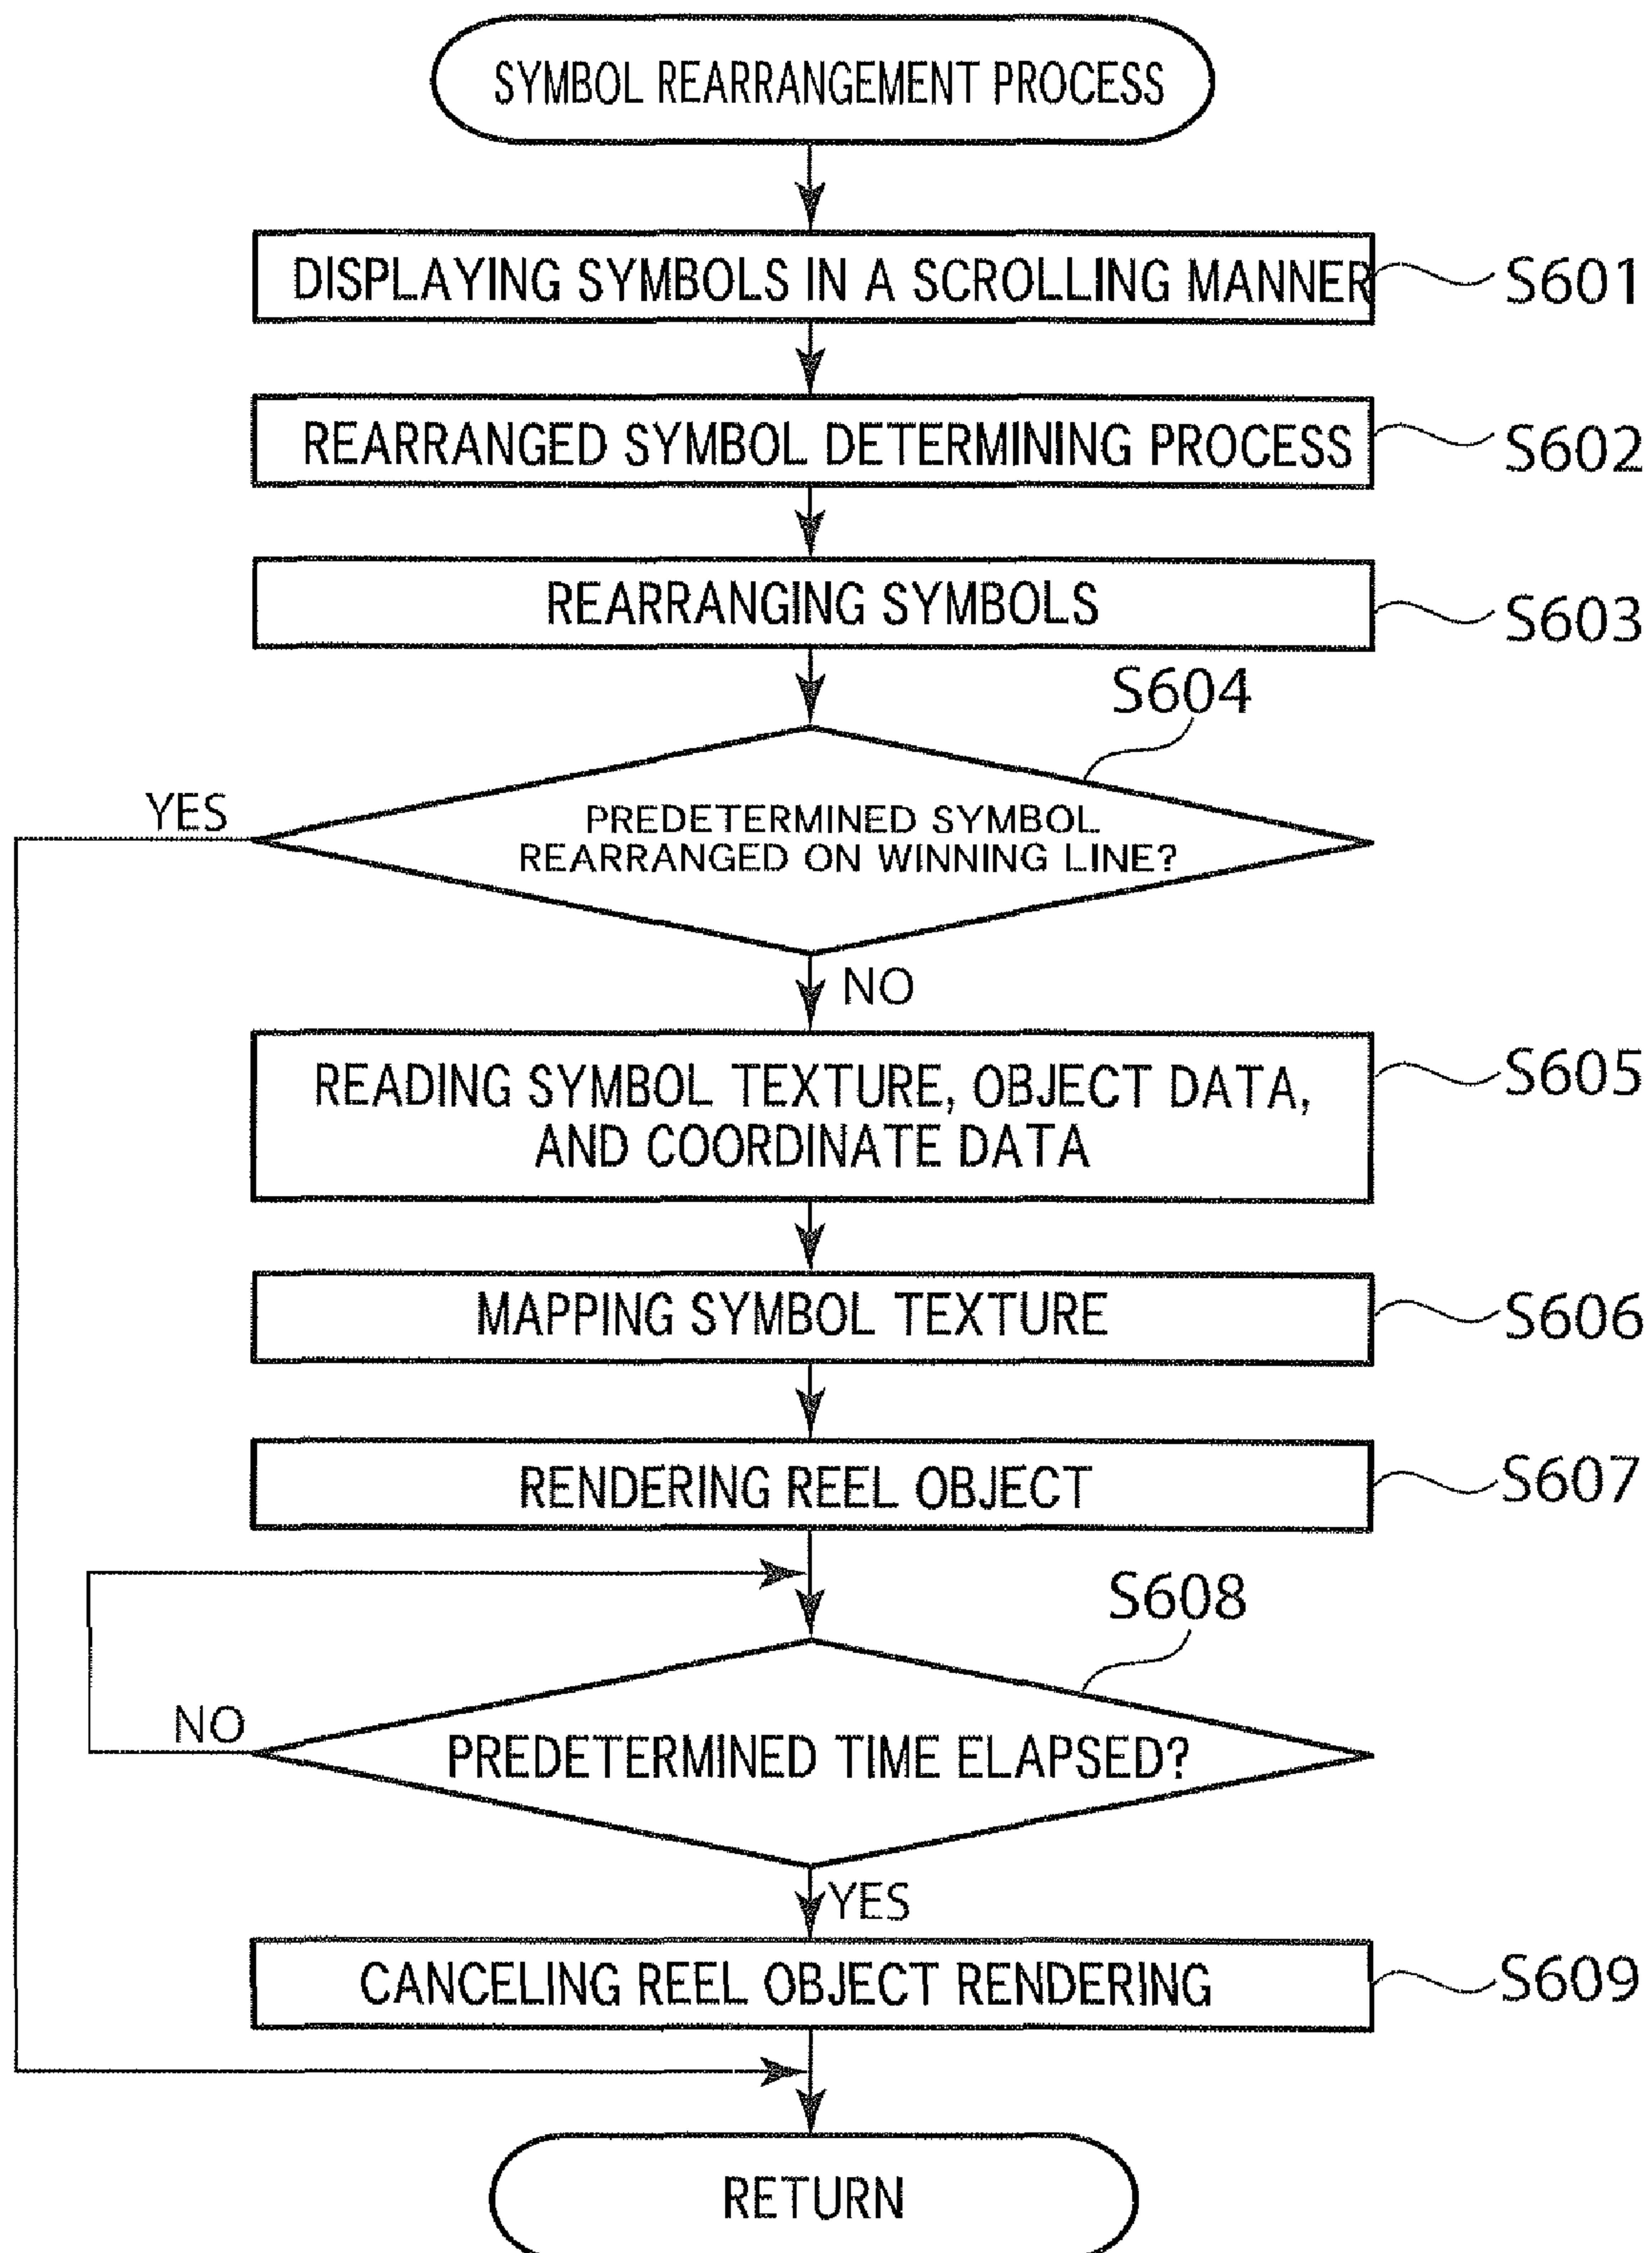 SYMBOL REARRANGEMENT PROCESS
DISPLAYING SYMBOLS IN A SCROLLING MANNER
S601
REARRANGED SYMBOL DETERMINING PROCESS
S602
REARRANGING SYMBOLS
S603
S604
YES
PREDETERMINED SYMBOL
REARRANGED ON WINNING LINE?
NO
READING SYMBOL TEXTURE, OBJECT DATA,
AND COORDINATE DATA
S605
MAPPING SYMBOL TEXTURE
S606
RENDERING REEL OBJECT
S607
S608
NO
PREDETERMINED TIME ELAPSED?
YES
CANCELING REEL OBJECT RENDERING
S609
RETURN